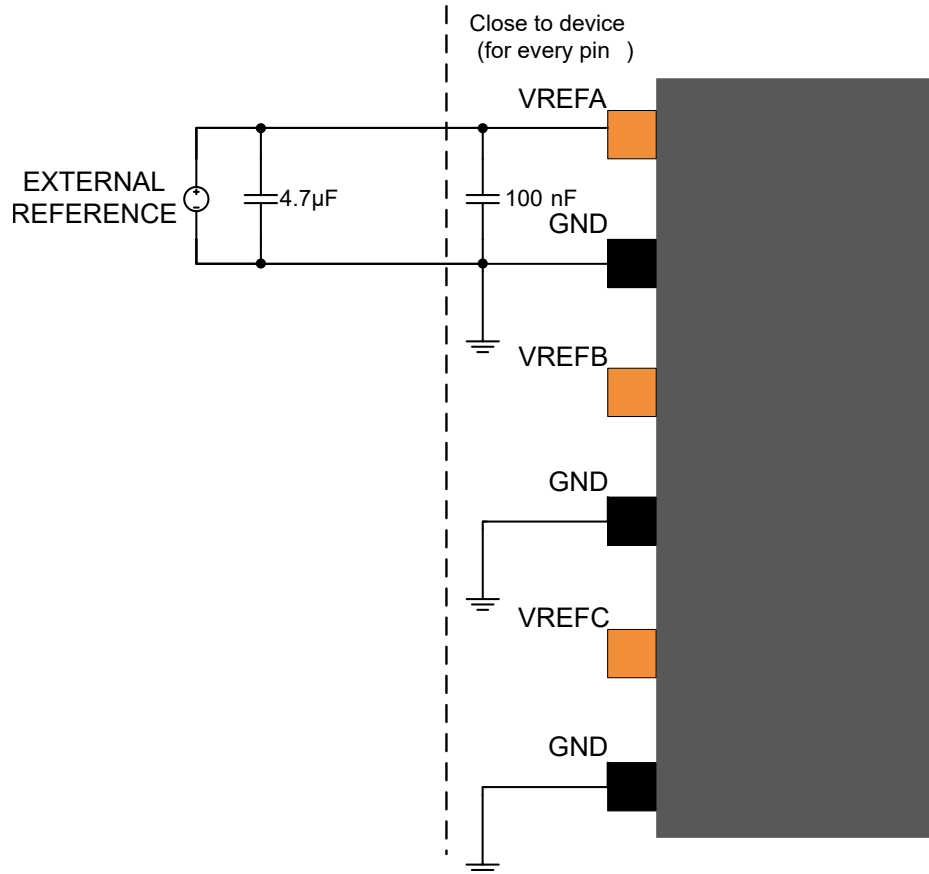 Close to device
(for every pin )
VREFA
EXTERNAL
REFERENCE
+
-
4.7µF
100 nF
GND
VREFB
GND
VREFC
GND